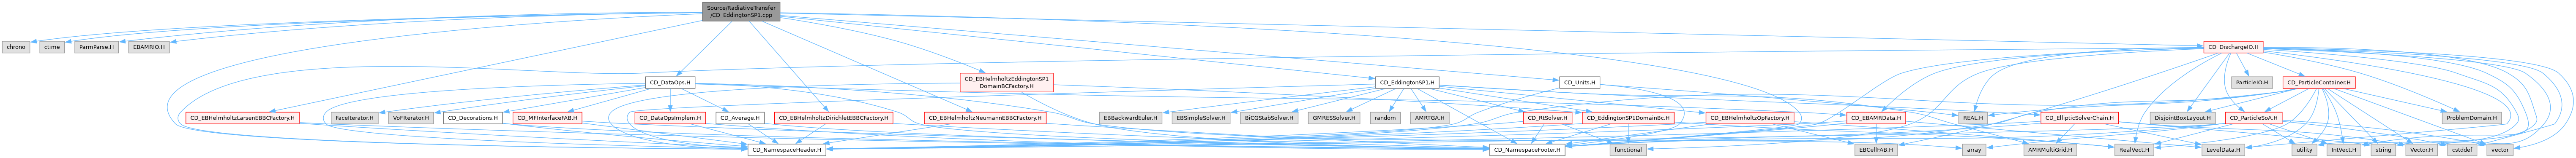 Source/RadiativeTransfer
/CD_EddingtonSP1.cpp
chrono
ctime
ParmParse.H
EBAMRIO.H
CD_DischargeIO.H
CD_DataOps.H
CD_EBHelmholtzEddingtonSP1
DomainBCFactory.H
CD_EddingtonSP1.H
CD_Units.H
ParticleIO.H
CD_ParticleContainer.H
CD_EBHelmholtzLarsenEBBCFactory.H
FaceIterator.H
VoFIterator.H
CD_Decorations.H
CD_MFInterfaceFAB.H
CD_DataOpsImplem.H
CD_Average.H
CD_EBHelmholtzDirichletEBBCFactory.H
CD_EBHelmholtzNeumannEBBCFactory.H
EBBackwardEuler.H
EBSimpleSolver.H
BiCGStabSolver.H
GMRESSolver.H
random
AMRTGA.H
CD_RtSolver.H
CD_EddingtonSP1DomainBc.H
CD_EBHelmholtzOpFactory.H
CD_EBAMRData.H
REAL.H
CD_EllipticSolverChain.H
DisjointBoxLayout.H
CD_ParticleSoA.H
ProblemDomain.H
CD_NamespaceHeader.H
CD_NamespaceFooter.H
functional
EBCellFAB.H
array
AMRMultiGrid.H
RealVect.H
LevelData.H
utility
IntVect.H
string
Vector.H
cstddef
vector